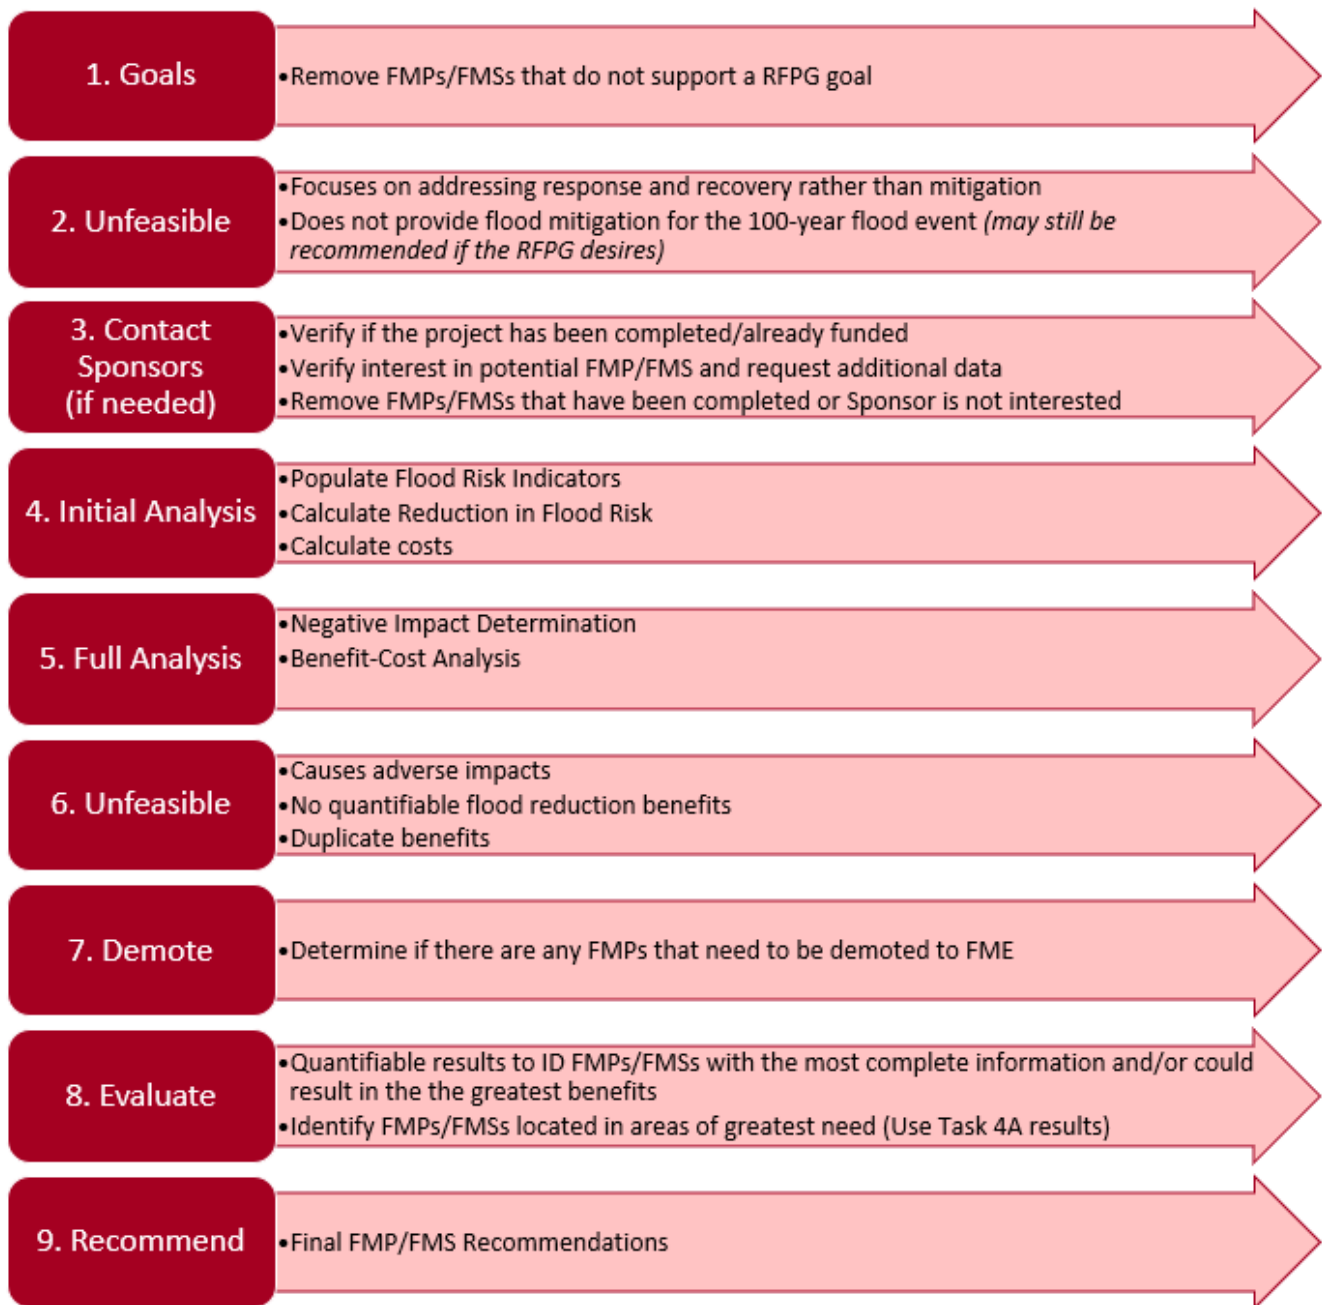 1. Goals
•Remove FMPs/FMSs that do not support a RFPG goal
2. Unfeasible
•Focuses on addressing response and recovery rather than mitigation
•Does not provide flood mitigation for the 100-year flood event (may still be
recommended if the RFPG desires)
3. Contact
Sponsors
(if needed)
•Verify if the project has been completed/already funded
•Verify interest in potential FMP/FMS and request additional data
•Remove FMPs/FMSs that have been completed or Sponsor is not interested
4. Initial Analysis
•Populate Flood Risk Indicators
•Calculate Reduction in Flood Risk
•Calculate costs
5. Full Analysis
•Negative Impact Determination
•Benefit-Cost Analysis
6. Unfeasible
•Causes adverse impacts
•No quantifiable flood reduction benefits
•Duplicate benefits
7. Demote
•Determine if there are any FMPs that need to be demoted to FME
8. Evaluate
•Quantifiable results to ID FMPs/FMSs with the most complete information and/or could
result in the the greatest benefits
•Identify FMPs/FMSs located in areas of greatest need (Use Task 4A results)
9. Recommend
•Final FMP/FMS Recommendations